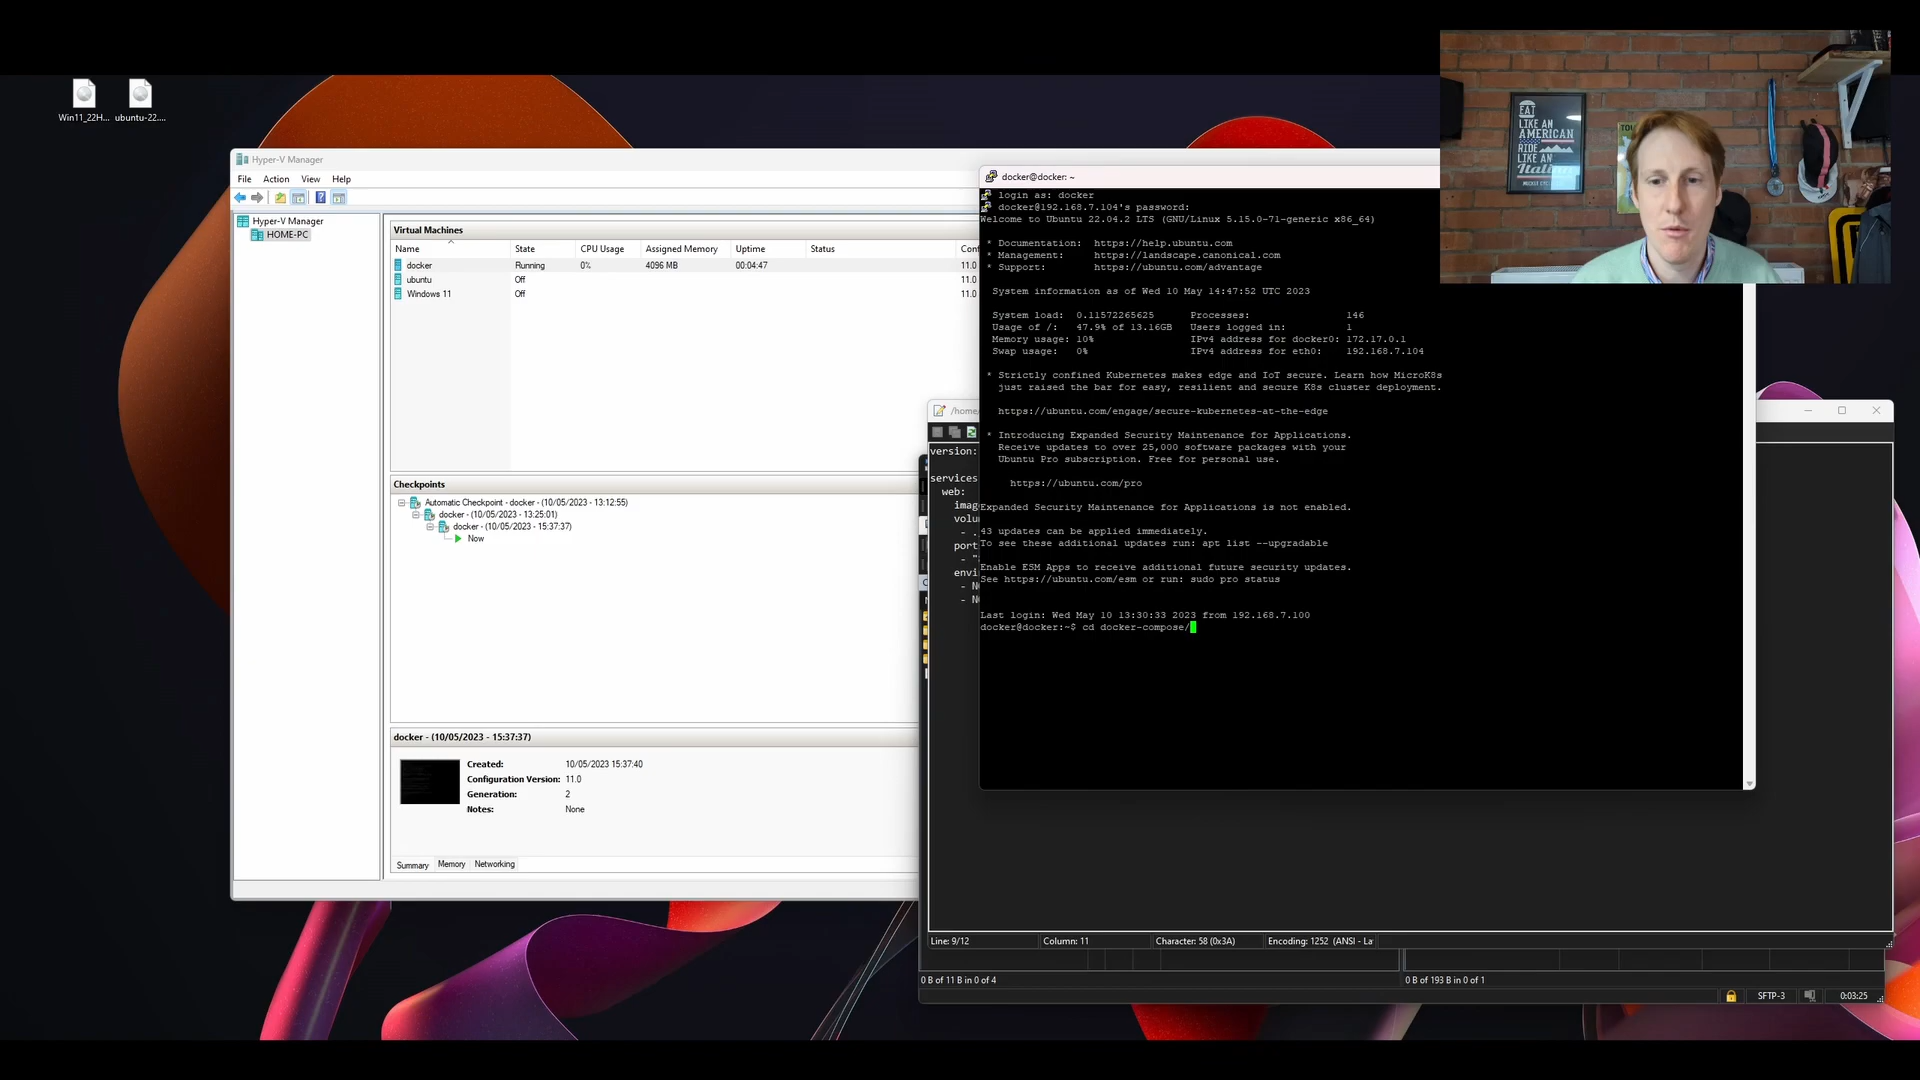 Win11_22H... ubuntu-22....
Hyper-V Manager
File Action View Help
Hyper-V Manager
HOME-PC
Virtual Machines
Name State CPU Usage Assigned Memory Uptime Status
docker Running 0% 4096 MB 00:04:47 11.0
ubuntu Off 11.0
Windows 11 Off 11.0
Checkpoints
Automatic Checkpoint - docker - (10/05/2023 - 13:12:55)
docker - (10/05/2023 - 13:25:01)
docker - (10/05/2023 - 15:37:37)
Now
docker - (10/05/2023 - 15:37:37)
Created: 10/05/2023 15:37:40
Configuration Version: 11.0
Generation: 2
Notes: None
Summary Memory Networking
docker@docker: ~
login as: docker
docker@192.168.7.104's password:
Welcome to Ubuntu 22.04.2 LTS (GNU/Linux 5.15.0-71-generic x86_64)
* Documentation: https://help.ubuntu.com
* Management: https://landscape.canonical.com
* Support: https://ubuntu.com/advantage
System information as of Wed 10 May 14:47:52 UTC 2023
System load: 0.11572265625 Processes: 146
Usage of /: 47.9% of 13.16GB Users logged in: 1
Memory usage: 10% IPv4 address for docker0: 172.17.0.1
Swap usage: 0% IPv4 address for eth0: 192.168.7.104
* Strictly confined Kubernetes makes edge and IoT secure. Learn how MicroK8s
just raised the bar for easy, resilient and secure K8s cluster deployment.
https://ubuntu.com/engage/secure-kubernetes-at-the-edge
* Introducing Expanded Security Maintenance for Applications.
Receive updates to over 25,000 software packages with your
Ubuntu Pro subscription. Free for personal use.
https://ubuntu.com/pro
Expanded Security Maintenance for Applications is not enabled.
43 updates can be applied immediately.
To see these additional updates run: apt list --upgradable
Enable ESM Apps to receive additional future security updates.
See https://ubuntu.com/esm or run: sudo pro status
Last login: Wed May 10 13:30:33 2023 from 192.168.7.100
docker@docker:~$ cd docker-compose/
/home/
version:
services
web:
Line: 9/12 Column: 11 Character: 58 (0x3A) Encoding: 1252 (ANSI - La
0 B of 11 B in 0 of 4 0 B of 193 B in 0 of 1
SFTP-3 0:03:25
EAT
LIKE AN
AMERICAN
RIDE
LIKE AN
Italian